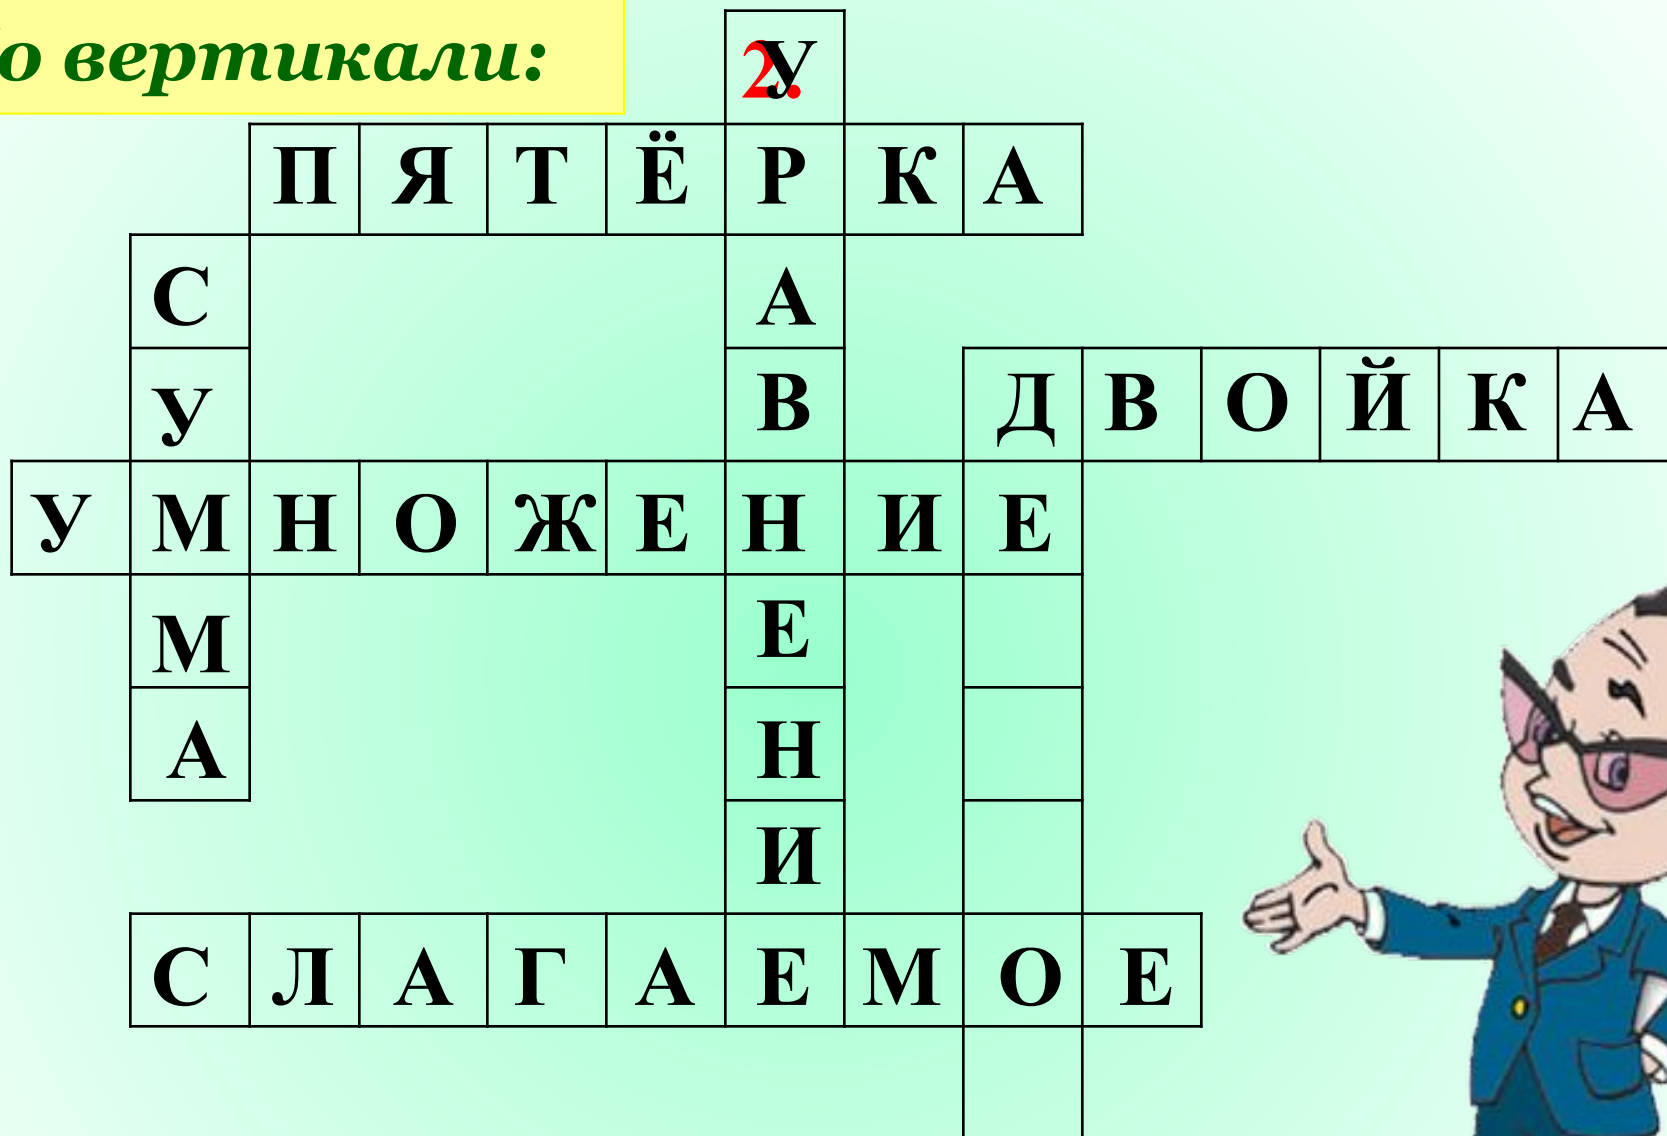 о вертикали:
2. У
П Я Т Ё Р К А
С А
У В Д В О Й К А
У М Н О Ж Е Н И Е
М Е
А Н
И
С Л А Г А Е М О Е